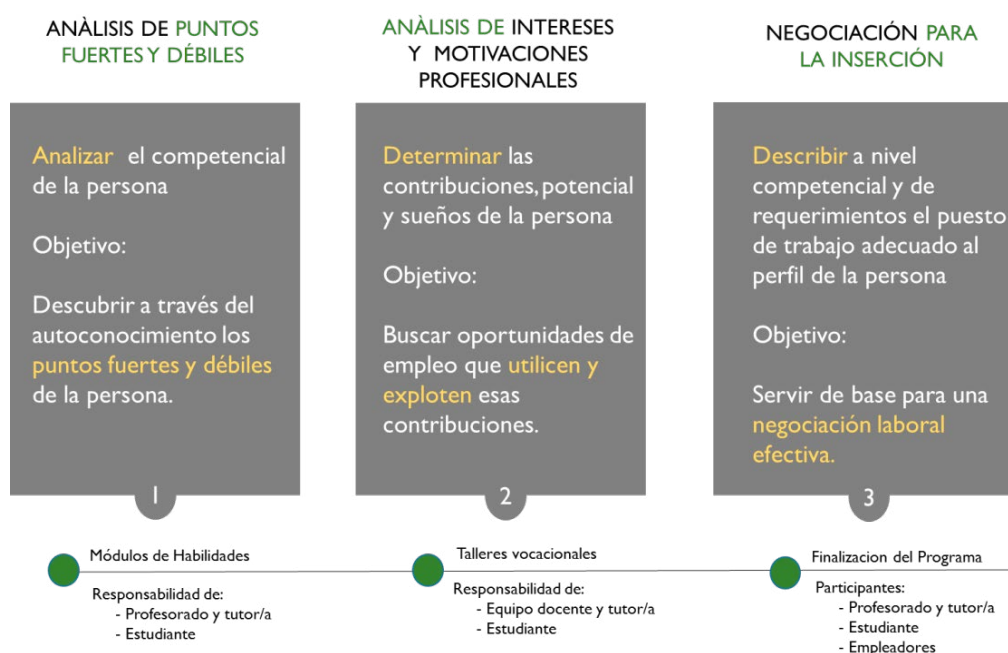 ANÀLISIS DE PUNTOS
FUERTES Y DÉBILES
Analizar el competencial
de la persona
Objetivo:
Descubrir a través del
autoconocimiento los
puntos fuertes y débiles
de la persona.
1
Módulos de Habilidades
Responsabilidad de:
- Profesorado y tutor/a
- Estudiante
ANÀLISIS DE INTERESES
Y MOTIVACIONES
PROFESIONALES
Determinar las
contribuciones, potencial
y sueños de la persona
Objetivo:
Buscar oportunidades de
empleo que utilicen y
exploten esas
contribuciones.
2
Talleres vocacionales
Responsabilidad de:
- Equipo docente y tutor/a
- Estudiante
NEGOCIACIÓN PARA
LA INSERCIÓN
Describir a nivel
competencial y de
requerimientos el puesto
de trabajo adecuado al
perfil de la persona
Objetivo:
Servir de base para una
negociación laboral
efectiva.
3
Finalizacion del Programa
Participantes:
- Profesorado y tutor/a
- Estudiante
- Empleadores